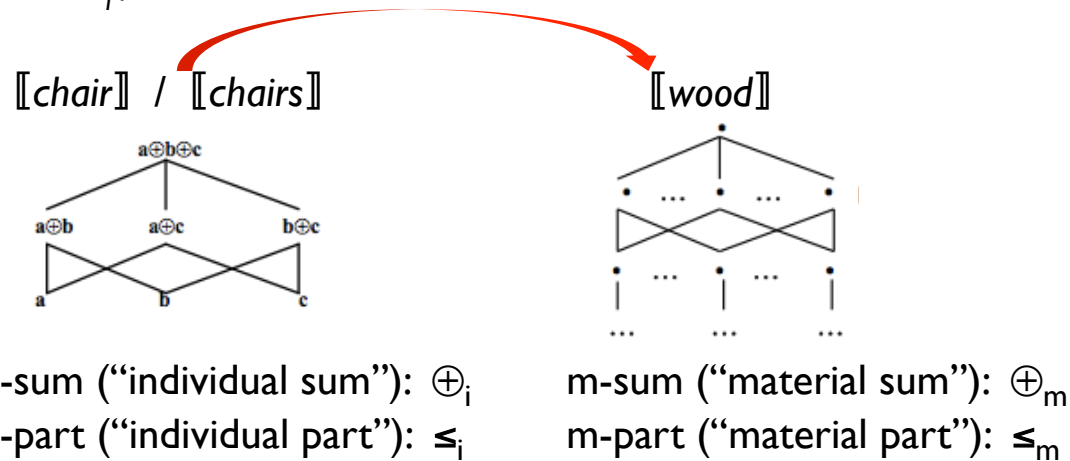 ⟦chair⟧ / ⟦chairs⟧ ⟦wood⟧
a⊕b⊕c
a⊕b a⊕c b⊕c
... ...
a b c
... ...
... ... ...
-sum (“individual sum”): ⊕i m-sum (“material sum”): ⊕m
-part (“individual part”): ≤i m-part (“material part”): ≤m